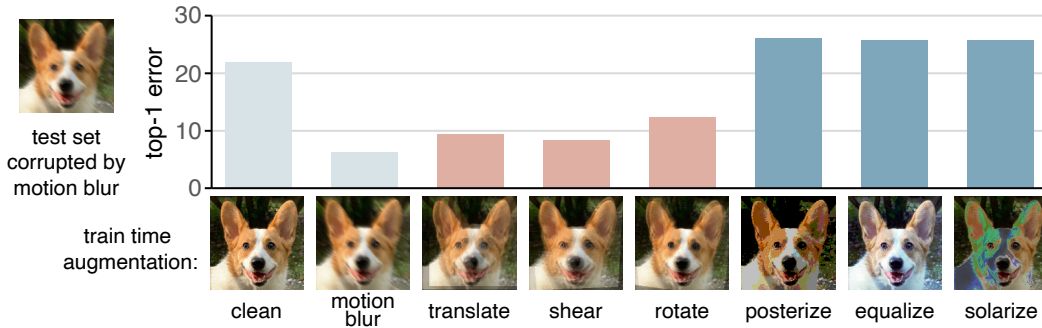 30
20
10
0
top-1 error
test set
corrupted by
motion blur
train time
augmentation:
clean
motion
blur
translate
shear
rotate
posterize
equalize
solarize